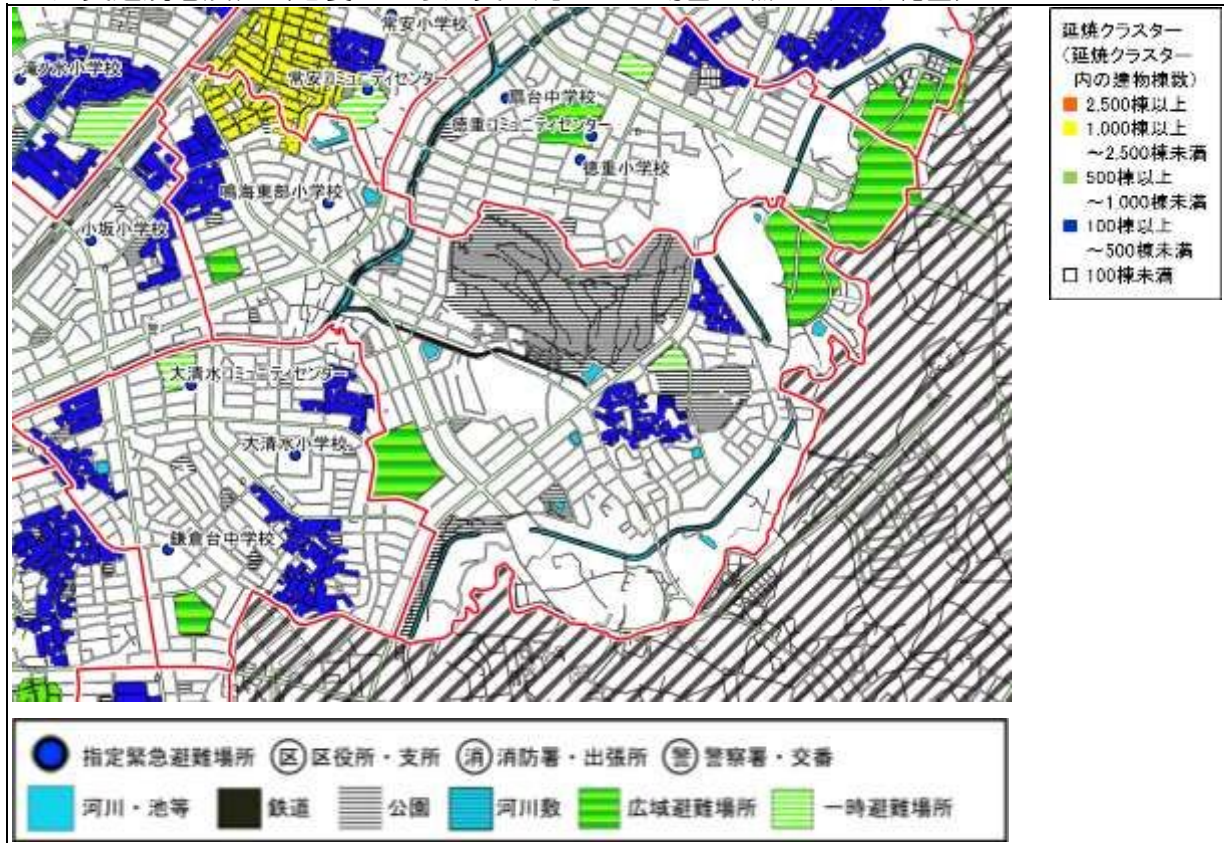 常安小学校
滝ノ水小学校
常安コミュニティセンター
扇台中学校
徳重コミュニティセンター
徳重小学校
鳴海東部小学校
小坂小学校
大清水コミュニティセンター
大清水小学校
鎌倉台中学校
延焼クラスター
(延焼クラスター
内の建物棟数)
2,500棟以上
1,000棟以上
~2,500棟未満
500棟以上
~1,000棟未満
100棟以上
~500棟未満
100棟未満
指定緊急避難場所 区 区役所・支所 消 消防署・出張所 警 警察署・交番
河川・池等 鉄道 公園 河川敷 広域避難場所 一時避難場所